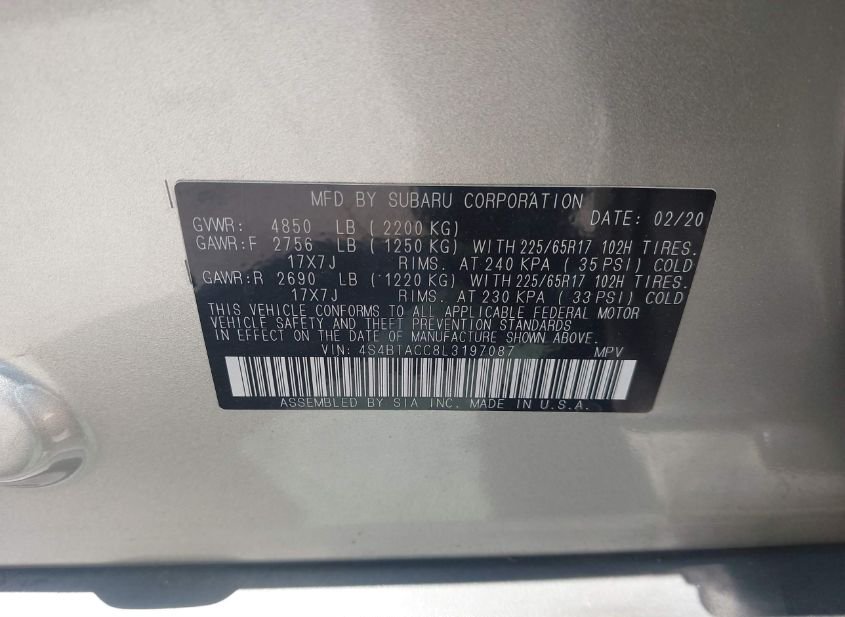 MFD BY SUBARU CORPORATION
DATE: 02/20
GVWR: 4850 LB (2200 KG)
GAWR:F 2756 LB (1250 KG) WITH 225/65R17 102H TIRES.
17X7J RIMS. AT 240 KPA (35 PSI) COLD
GAWR:R 2690 LB (1220 KG) WITH 225/65R17 102H TIRES.
17X7J RIMS. AT 230 KPA (33 PSI) COLD
THIS VEHICLE CONFORMS TO ALL APPLICABLE FEDERAL MOTOR
VEHICLE SAFETY AND THEFT PREVENTION STANDARDS
IN EFFECT ON THE DATE OF MANUFACTURE SHOWN ABOVE.
VIN: 4S4BTACC8L3197087 MPV
ASSEMBLED BY SIA INC. MADE IN U.S.A.